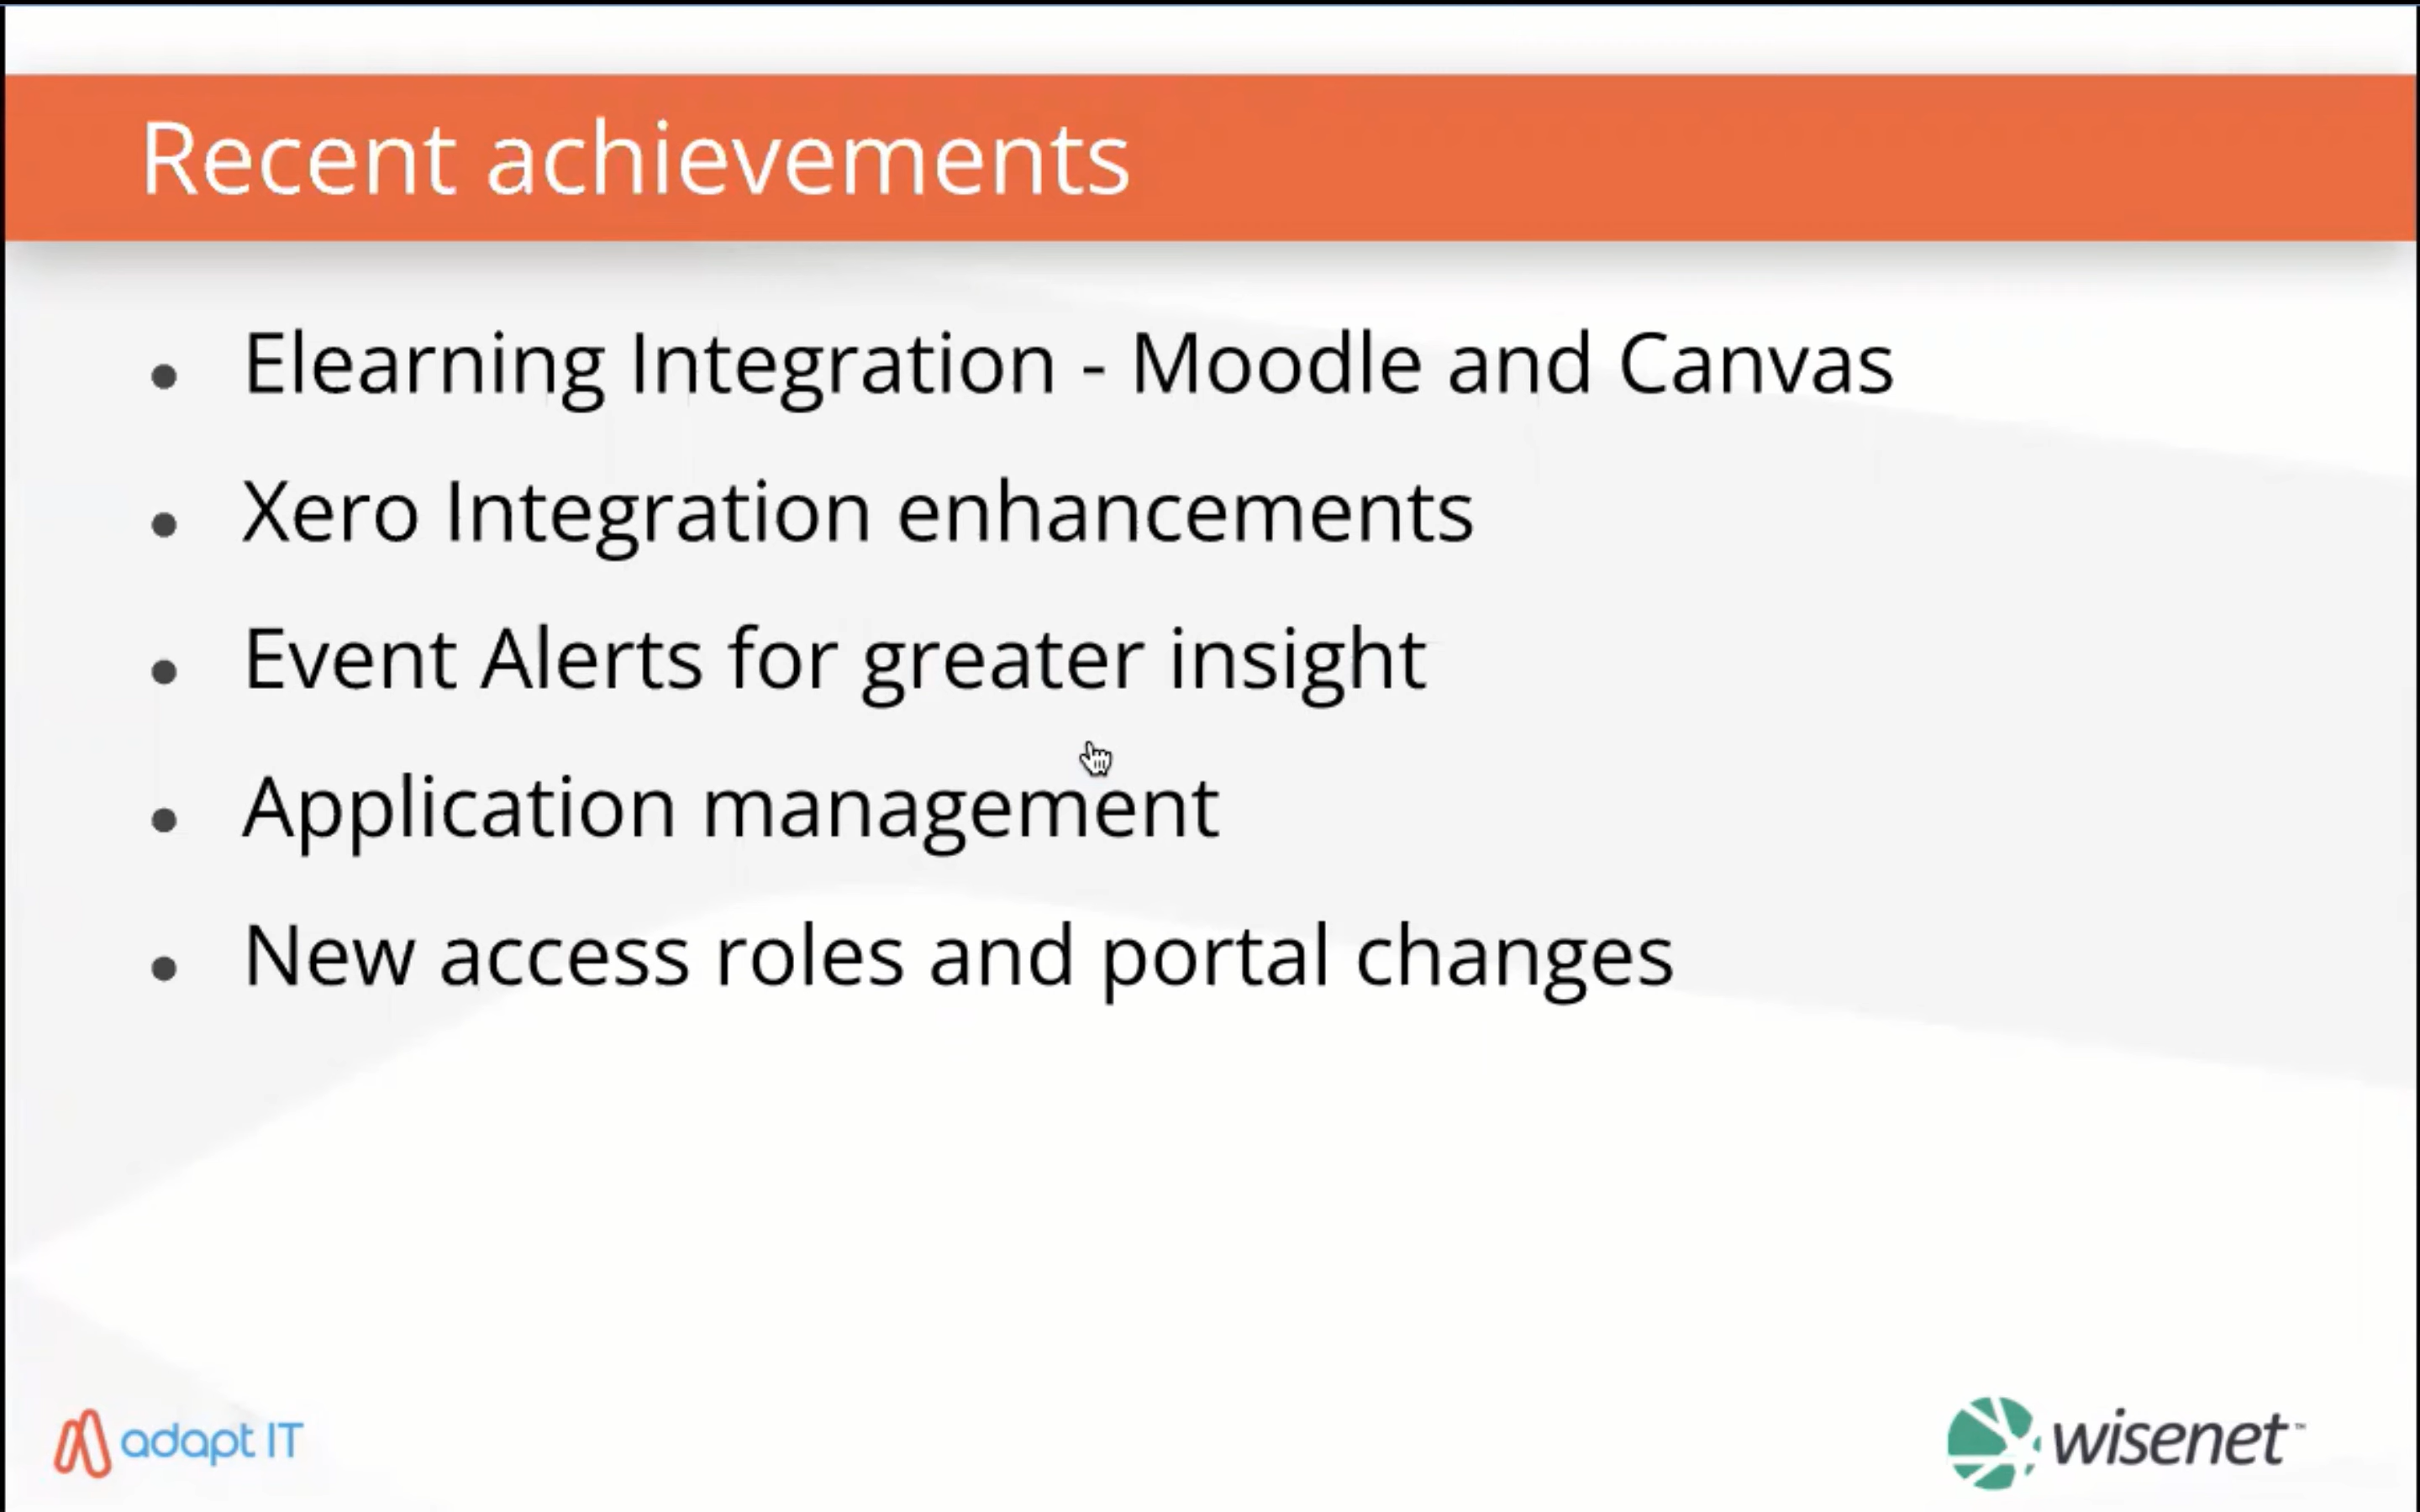 Recent achievements
• Elearning Integration - Moodle and Canvas
• Xero Integration enhancements
• Event Alerts for greater insight
• Application management
• New access roles and portal changes
adapt IT
wisenet™